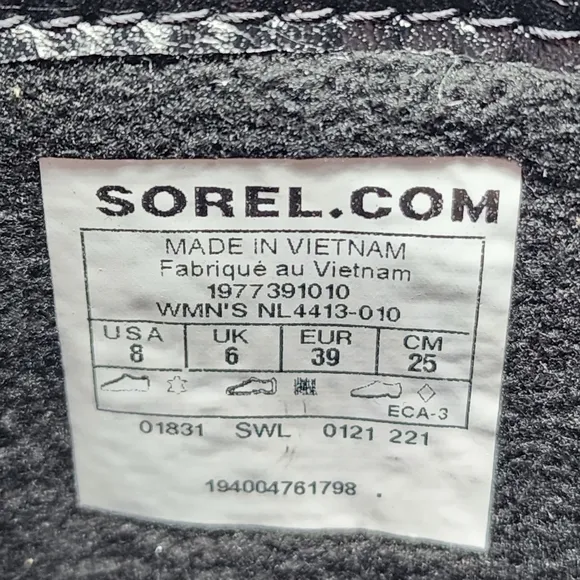 SOREL.COM
MADE IN VIETNAM
Fabriqué au Vietnam
1977391010
WMN'S NL4413-010
USA UK EUR CM
8 6 39 25
ECA-3
01831 SWL 0121 221
194004761798